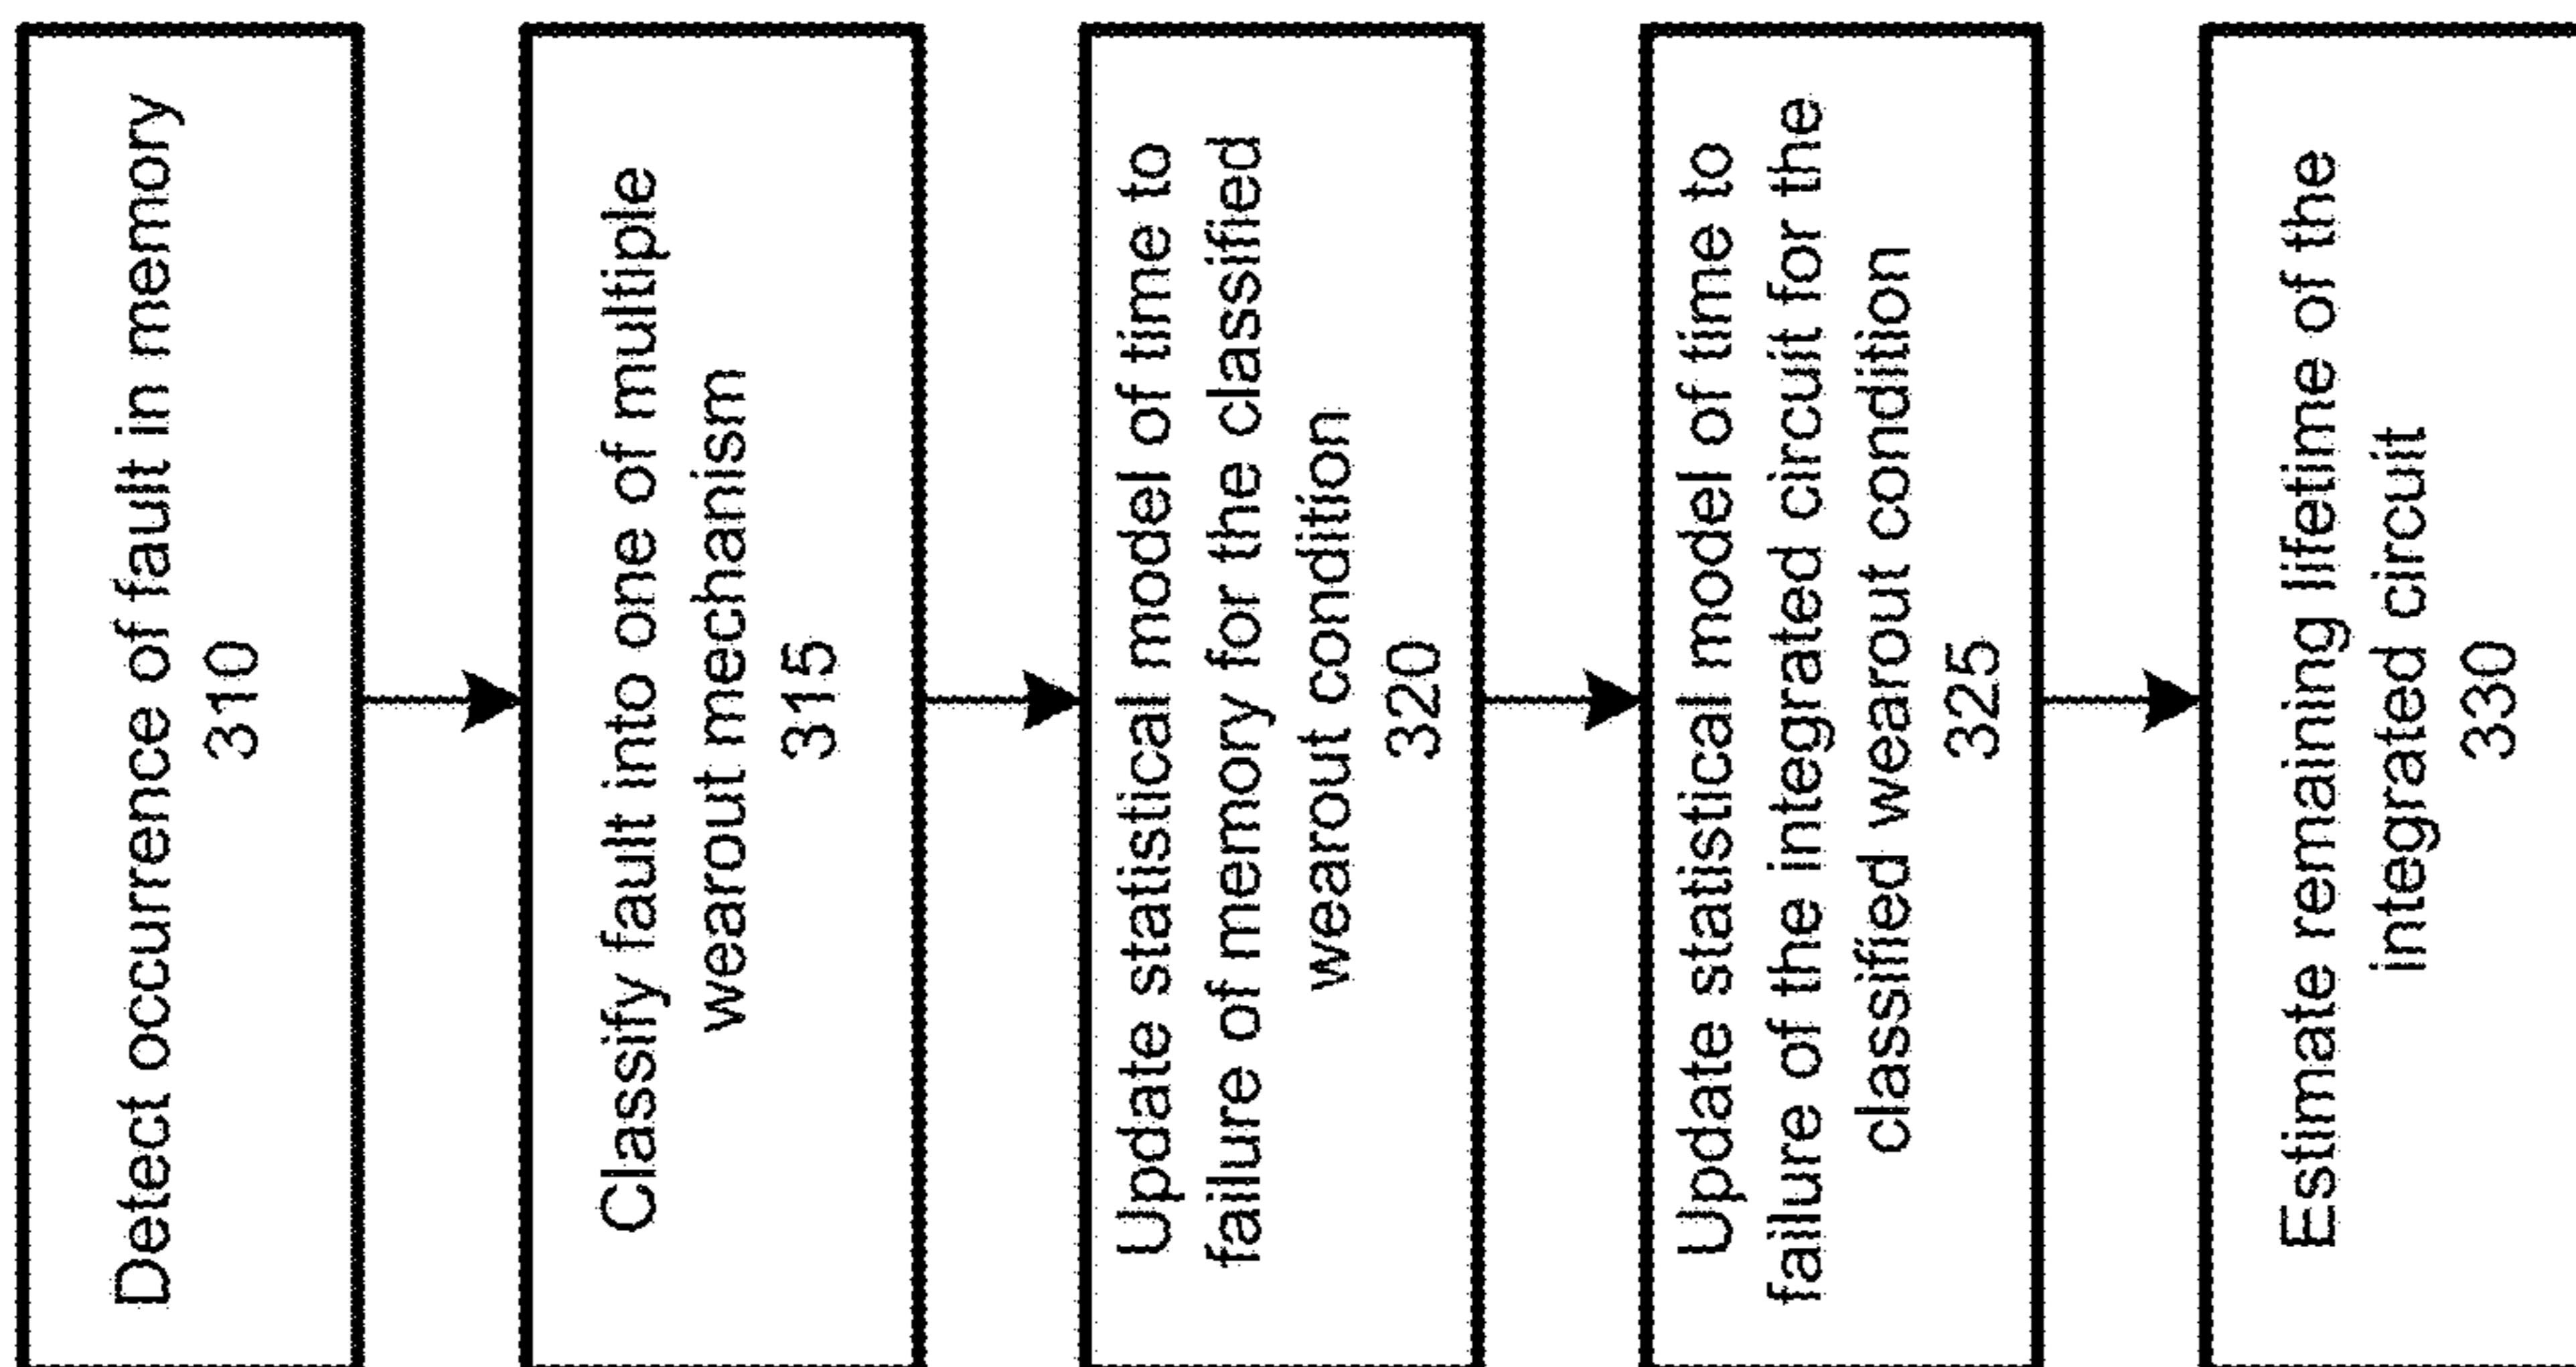 Detect occurrence of fault in memory
310
Classify fault into one of multiple
wearout mechanism
315
Update statistical model of time to
failure of memory for the classified
wearout condition
320
Update statistical model of time to
failure of the integrated circuit for the
classified wearout condition
325
Estimate remaining lifetime of the
integrated circuit
330